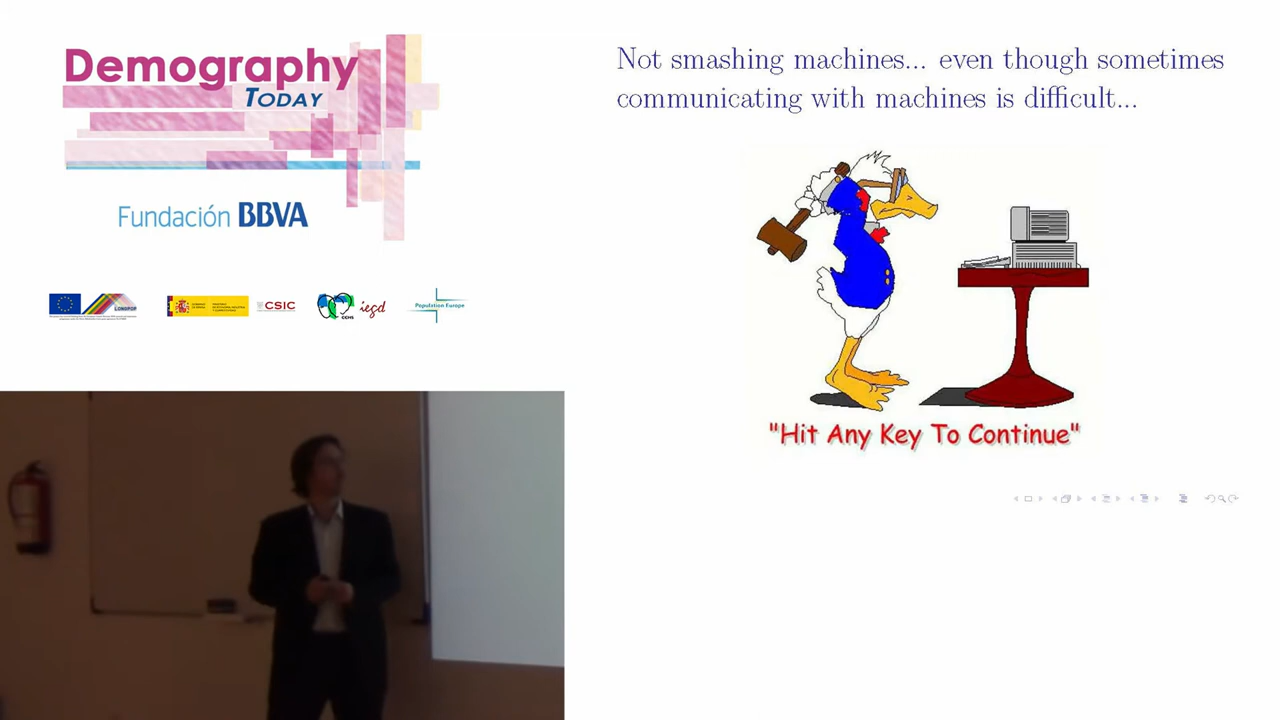 Demography
TODAY
Fundación BBVA
CSIC
CCHS
iegd
Population Europe
Not smashing machines... even though sometimes
communicating with machines is difficult...
"Hit Any Key To Continue"